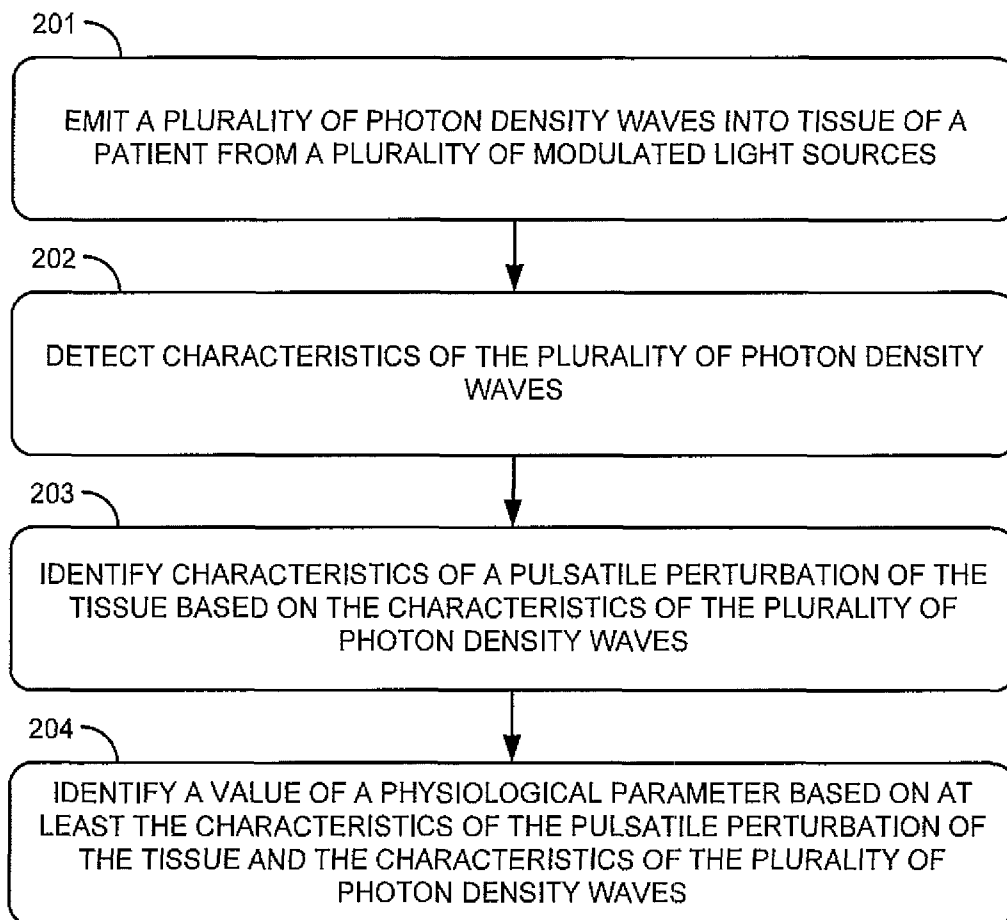 201
EMIT A PLURALITY OF PHOTON DENSITY WAVES INTO TISSUE OF A
PATIENT FROM A PLURALITY OF MODULATED LIGHT SOURCES
202
DETECT CHARACTERISTICS OF THE PLURALITY OF PHOTON DENSITY
WAVES
203
IDENTIFY CHARACTERISTICS OF A PULSATILE PERTURBATION OF THE
TISSUE BASED ON THE CHARACTERISTICS OF THE PLURALITY OF
PHOTON DENSITY WAVES
204
IDENTIFY A VALUE OF A PHYSIOLOGICAL PARAMETER BASED ON AT
LEAST THE CHARACTERISTICS OF THE PULSATILE PERTURBATION OF
THE TISSUE AND THE CHARACTERISTICS OF THE PLURALITY OF
PHOTON DENSITY WAVES